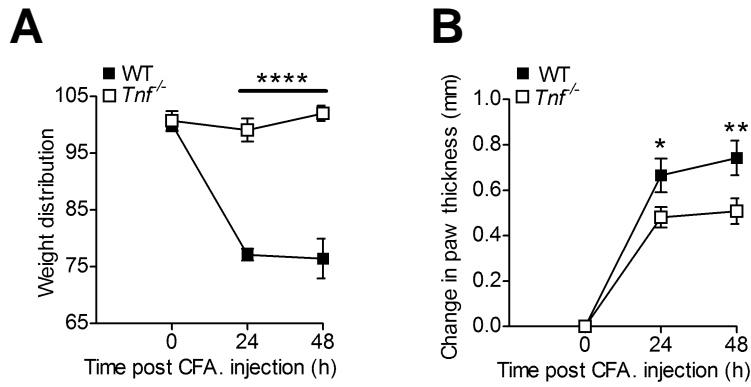 A
WT
Tnf-/-
****
105
95
85
75
65
Weight distribution
0 24 48
Time post CFA. injection (h)
B
WT
Tnf-/-
* **
1.0
0.8
0.6
0.4
0.2
0.0
Change in paw thickness (mm)
0 24 48
Time post CFA. injection (h)